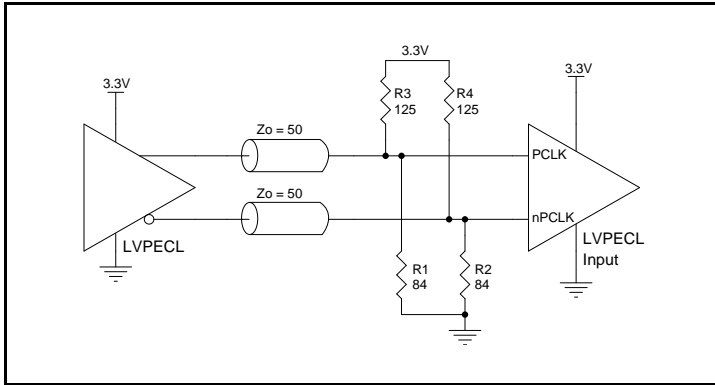 3.3V
3.3V
R3
125
R4
125
3.3V
Zo = 50
PCLK
Zo = 50
nPCLK
LVPECL
LVPECL
Input
R1
84
R2
84